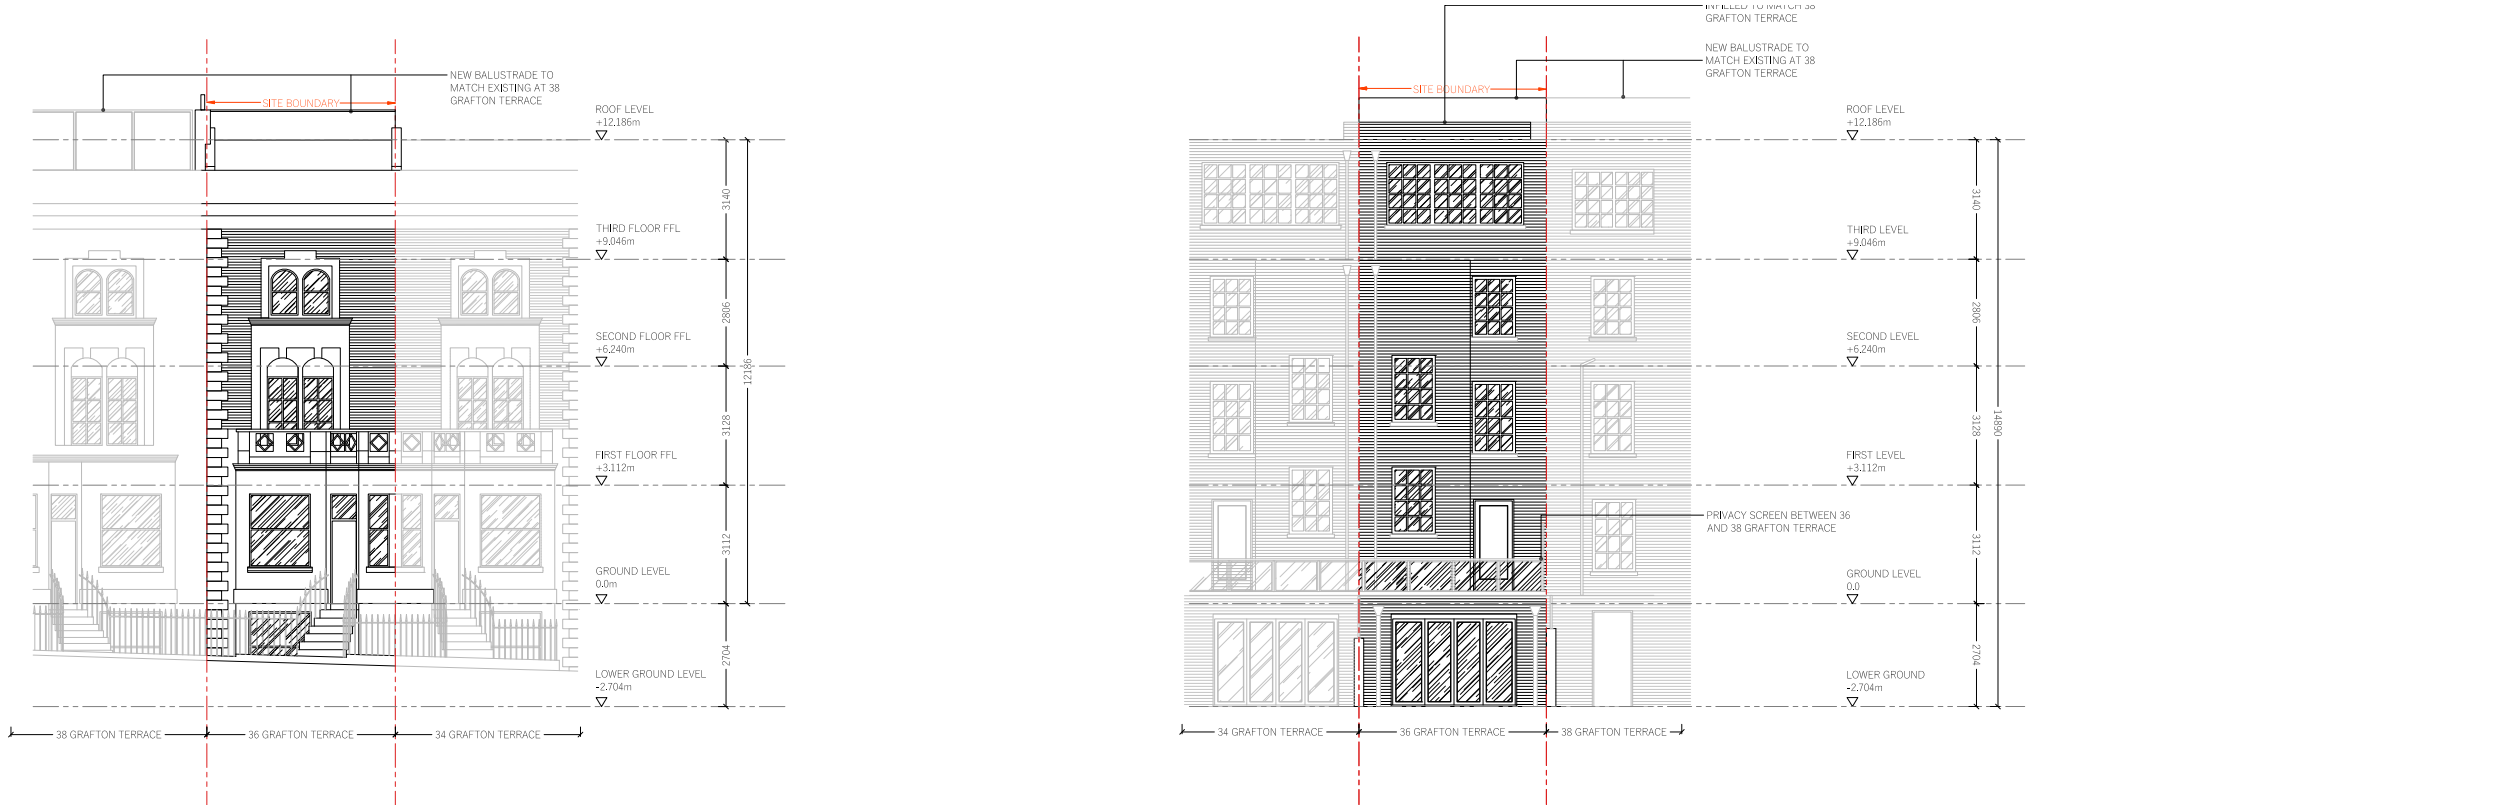 NEW BALUSTRADE TO
MATCH EXISTING AT 38
GRAFTON TERRACE
SITE BOUNDARY
ROOF LEVEL
+12.186m
3140
THIRD FLOOR FFL
+9.046m
2806
SECOND FLOOR FFL
+6.240m
12186
3128
FIRST FLOOR FFL
+3.112m
3112
GROUND LEVEL
0.0m
2704
LOWER GROUND LEVEL
-2.704m
38 GRAFTON TERRACE
36 GRAFTON TERRACE
34 GRAFTON TERRACE
INFILLED TO MATCH 38
GRAFTON TERRACE
NEW BALUSTRADE TO
MATCH EXISTING AT 38
GRAFTON TERRACE
SITE BOUNDARY
ROOF LEVEL
+12.186m
3140
THIRD LEVEL
+9.046m
2806
SECOND LEVEL
+6.240m
14890
3128
FIRST LEVEL
+3.112m
PRIVACY SCREEN BETWEEN 36
AND 38 GRAFTON TERRACE
3112
GROUND LEVEL
0.0
2704
LOWER GROUND
-2.704m
34 GRAFTON TERRACE
36 GRAFTON TERRACE
38 GRAFTON TERRACE